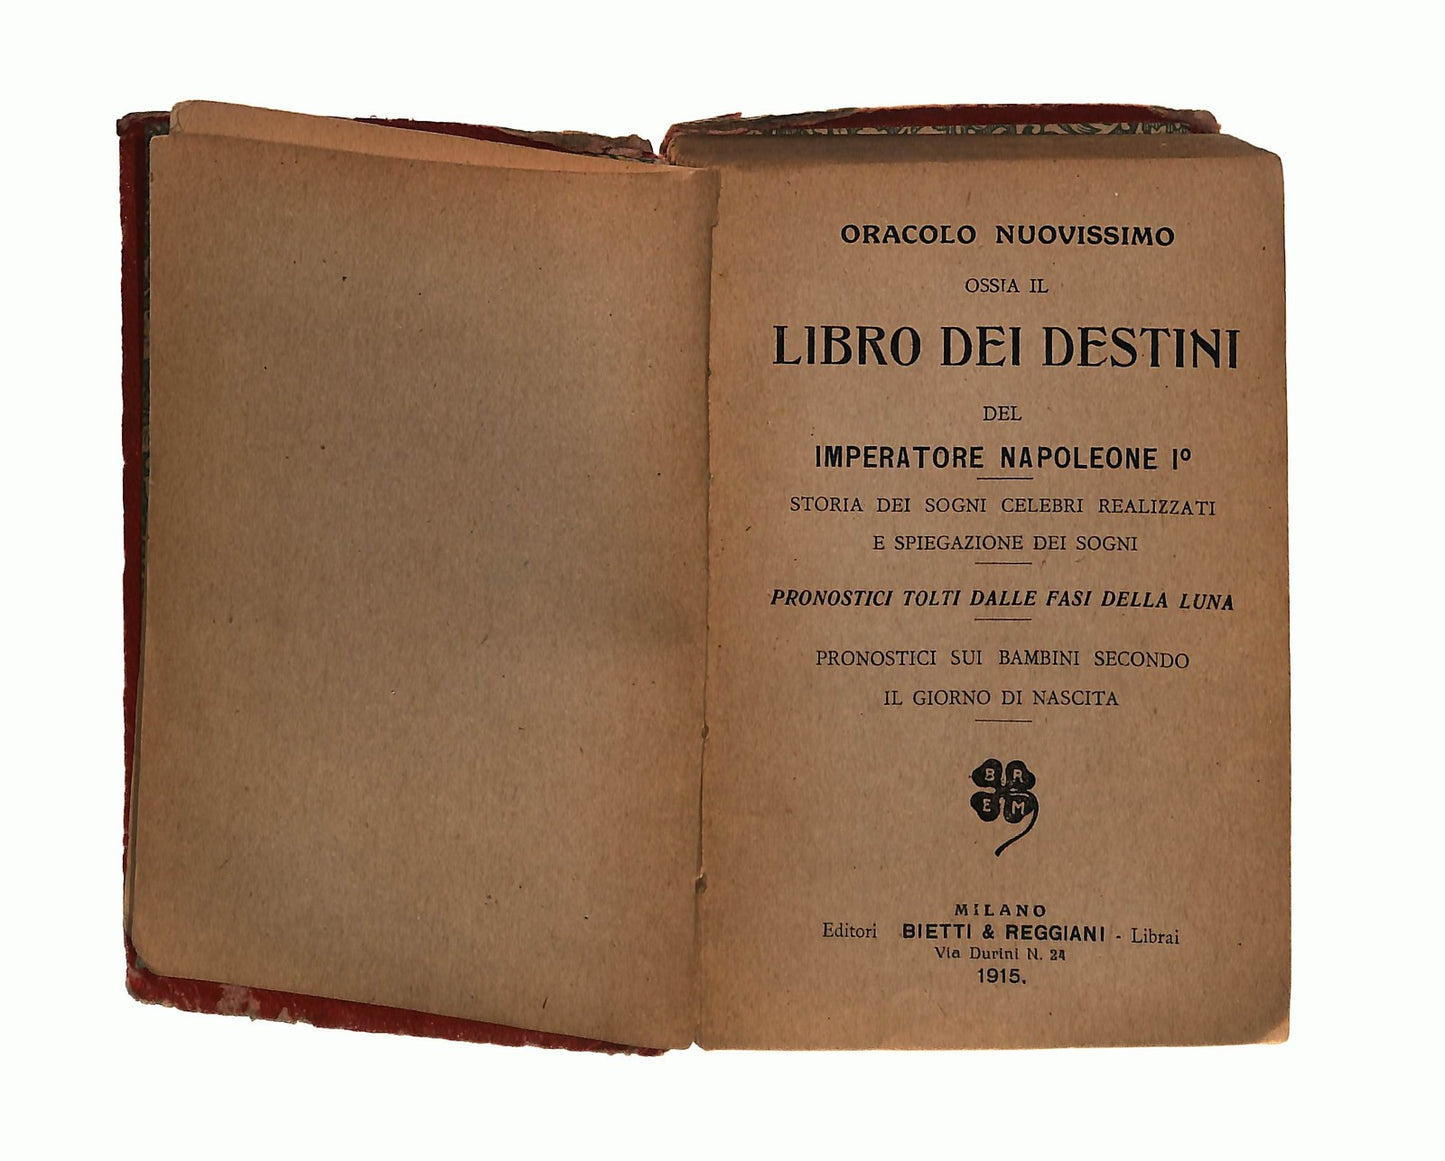 ORACOLO NUOVISSIMO
OSSIA IL
LIBRO DEI DESTINI
DEL
IMPERATORE NAPOLEONE Iº
STORIA DEI SOGNI CELEBRI REALIZZATI
E SPIEGAZIONE DEI SOGNI
PRONOSTICI TOLTI DALLE FASI DELLA LUNA
PRONOSTICI SUI BAMBINI SECONDO
IL GIORNO DI NASCITA
B R
E M
MILANO
Editori BIETTI & REGGIANI - Librai
Via Durini N. 24
1915.